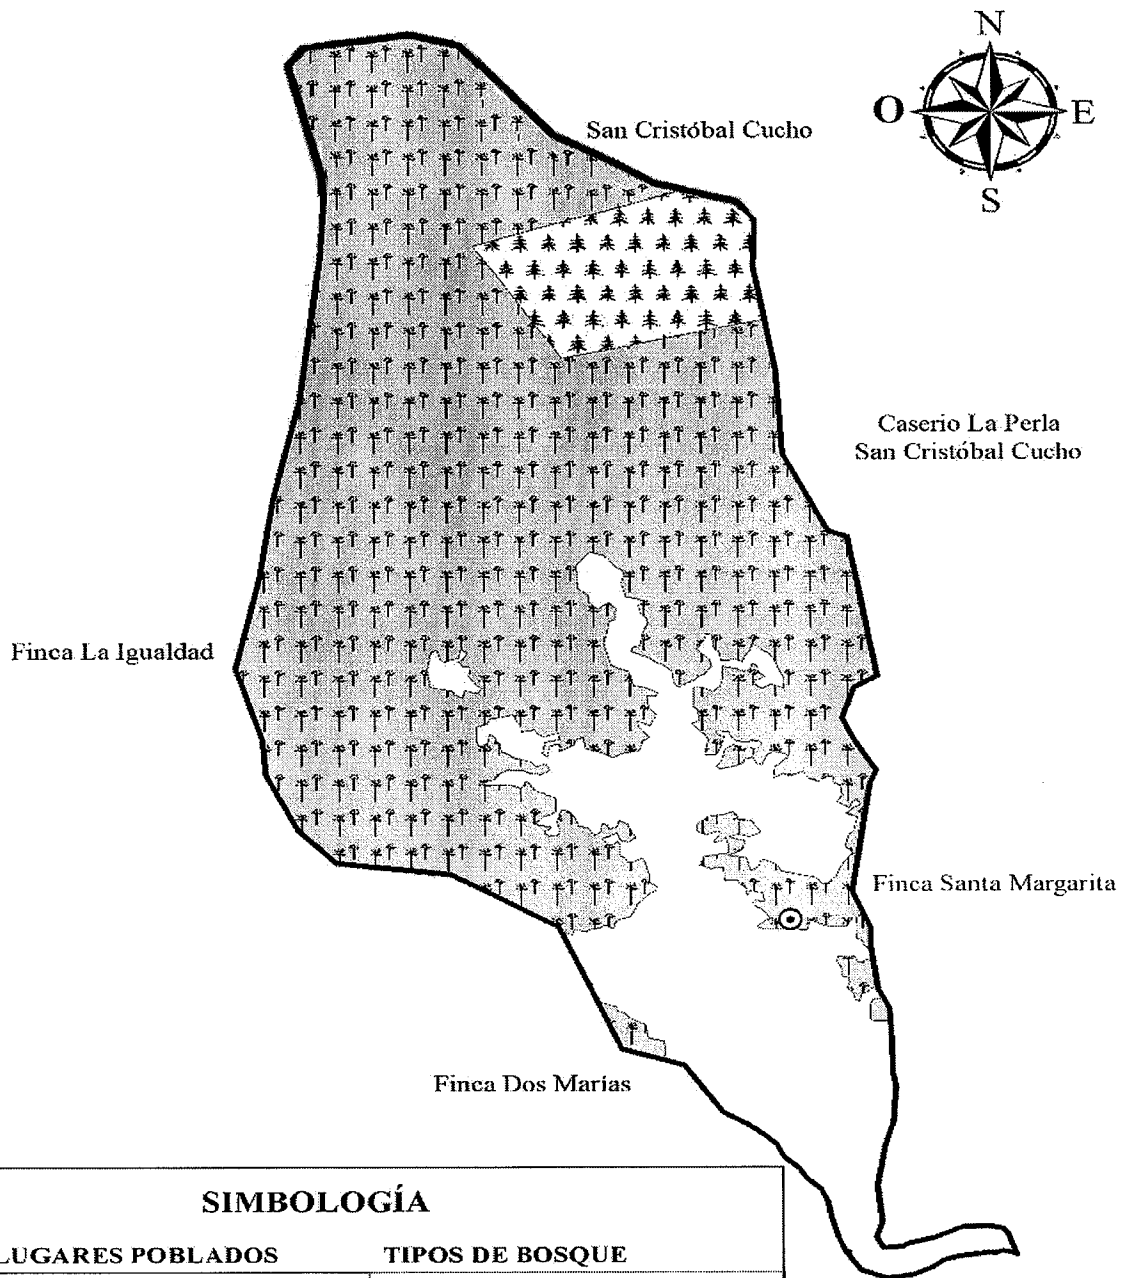 N
San Cristóbal Cucho
O
E
S
Caserio La Perla
San Cristóbal Cucho
Finca La Igualdad
Finca Santa Margarita
Finca Dos Marías
SIMBOLOGÍA
LUGARES POBLADOS
TIPOS DE BOSQUE